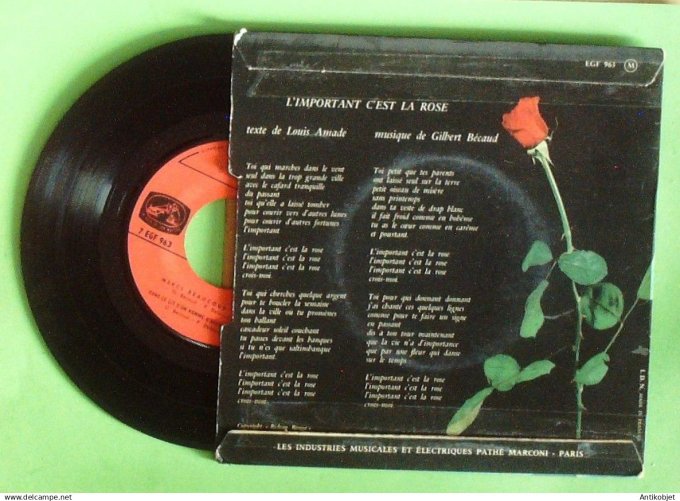 EGF 963 M
L'IMPORTANT C'EST LA ROSE
texte de Louis Amade
musique de Gilbert Bécaud
Toi qui marches dans le vent
seul dans la trop grande ville
avec le cafard tranquille
du passant
toi qu'elle a laissé tomber
pour courir vers d'autres lunes
pour courir d'autres fortunes
l'important
L'important c'est la rose
l'important c'est la rose
l'important c'est la rose
crois-moi.
Toi qui cherches quelque argent
pour te boucler la semaine
dans la ville où tu promènes
ton ballant
cascadeur soleil couchant
tu passes devant les banques
si tu n'es que saltimbanque
l'important.
L'important c'est la rose
l'important c'est la rose
l'important c'est la rose
crois-moi.
Toi petit que tes parents
ont laissé seul sur la terre
petit oiseau de misère
sans printemps
dans ta veste de drap blanc
il fait froid comme en bohème
tu as le cœur comme en carême
et pourtant.
L'important c'est la rose
l'important c'est la rose
l'important c'est la rose
crois-moi.
Toi pour qui donnant donnant
j'ai chanté ces quelques lignes
comme pour te faire un signe
en passant
dis à ton tour maintenant
que la vie n'a d'importance
que par une fleur qui danse
sur le temps.
L'important c'est la rose
l'important c'est la rose
l'important c'est la rose
crois-moi.
LES INDUSTRIES MUSICALES ET ÉLECTRIQUES PATHÉ MARCONI - PARIS
7 EGF 963
MERCI BEAUCOUP
antikobjet.com
Antikobjet